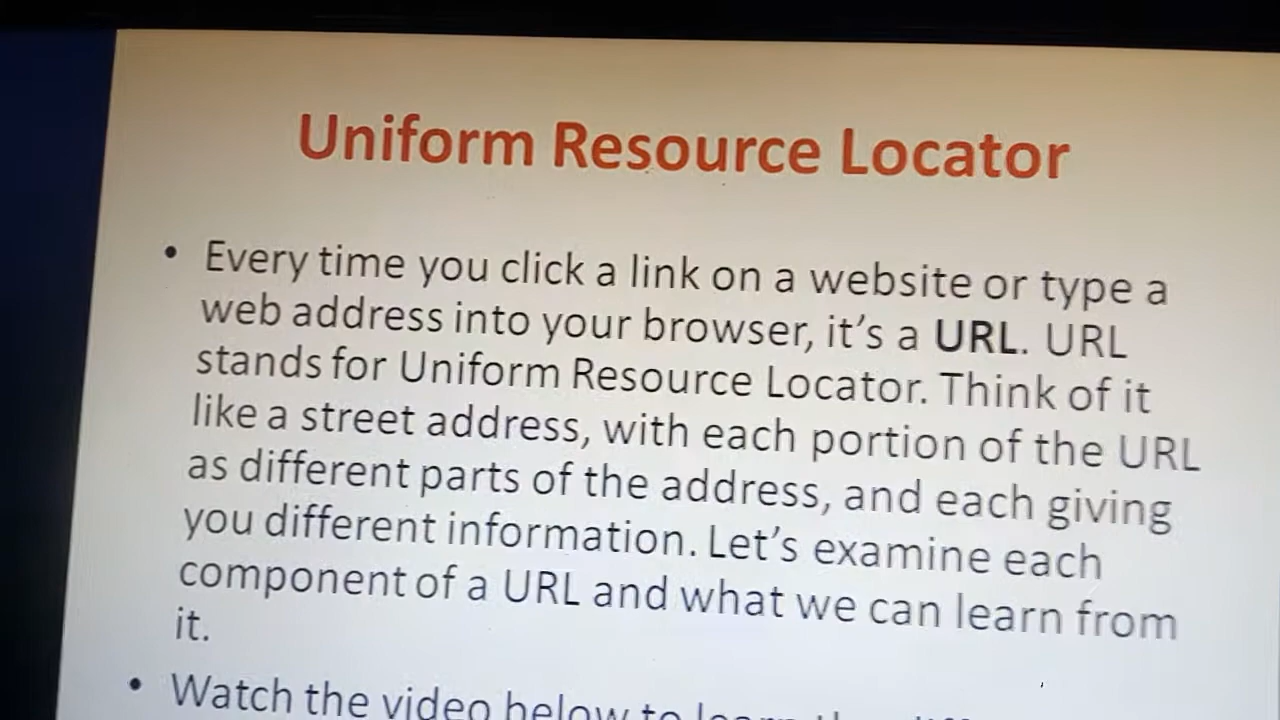 Uniform Resource Locator
• Every time you click a link on a website or type a
web address into your browser, it's a URL. URL
stands for Uniform Resource Locator. Think of it
like a street address, with each portion of the URL
as different parts of the address, and each giving
you different information. Let's examine each
component of a URL and what we can learn from
it.
• Watch the video below to learn the